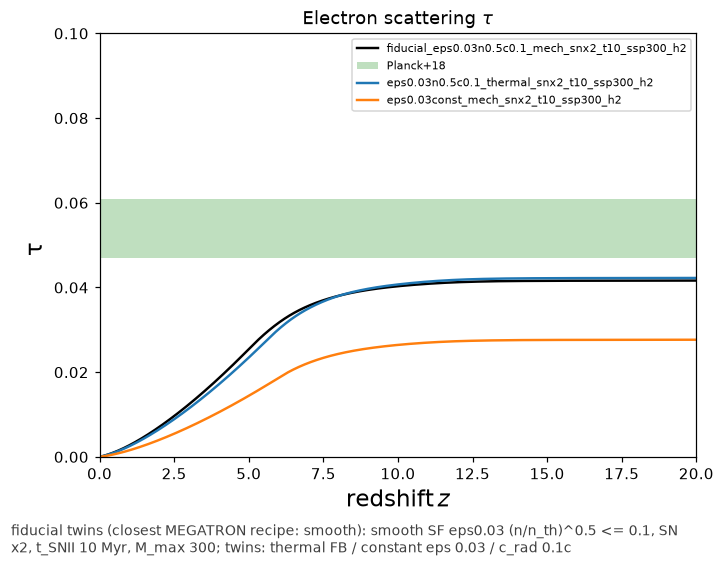 Electron scattering τ
0.10
0.08
0.06
0.04
0.02
0.00
τ
fiducial_eps0.03n0.5c0.1_mech_snx2_t10_ssp300_h2
Planck+18
eps0.03n0.5c0.1_thermal_snx2_t10_ssp300_h2
eps0.03const_mech_snx2_t10_ssp300_h2
0.0 2.5 5.0 7.5 10.0 12.5 15.0 17.5 20.0
redshift z
fiducial twins (closest MEGATRON recipe: smooth): smooth SF eps0.03 (n/n_th)^0.5 <= 0.1, SN
x2, t_SNII 10 Myr, M_max 300; twins: thermal FB / constant eps 0.03 / c_rad 0.1c